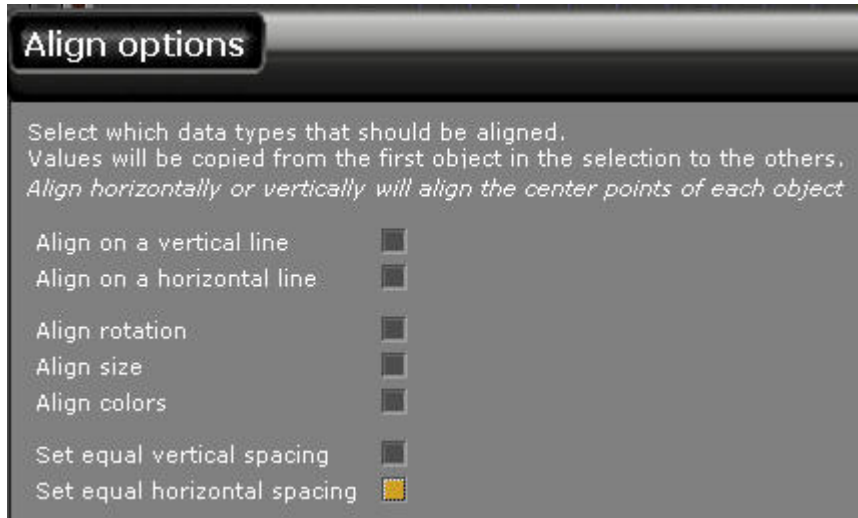 Align options
Select which data types that should be aligned.
Values will be copied from the first object in the selection to the others.
Align horizontally or vertically will align the center points of each object
Align on a vertical line
Align on a horizontal line
Align rotation
Align size
Align colors
Set equal vertical spacing
Set equal horizontal spacing